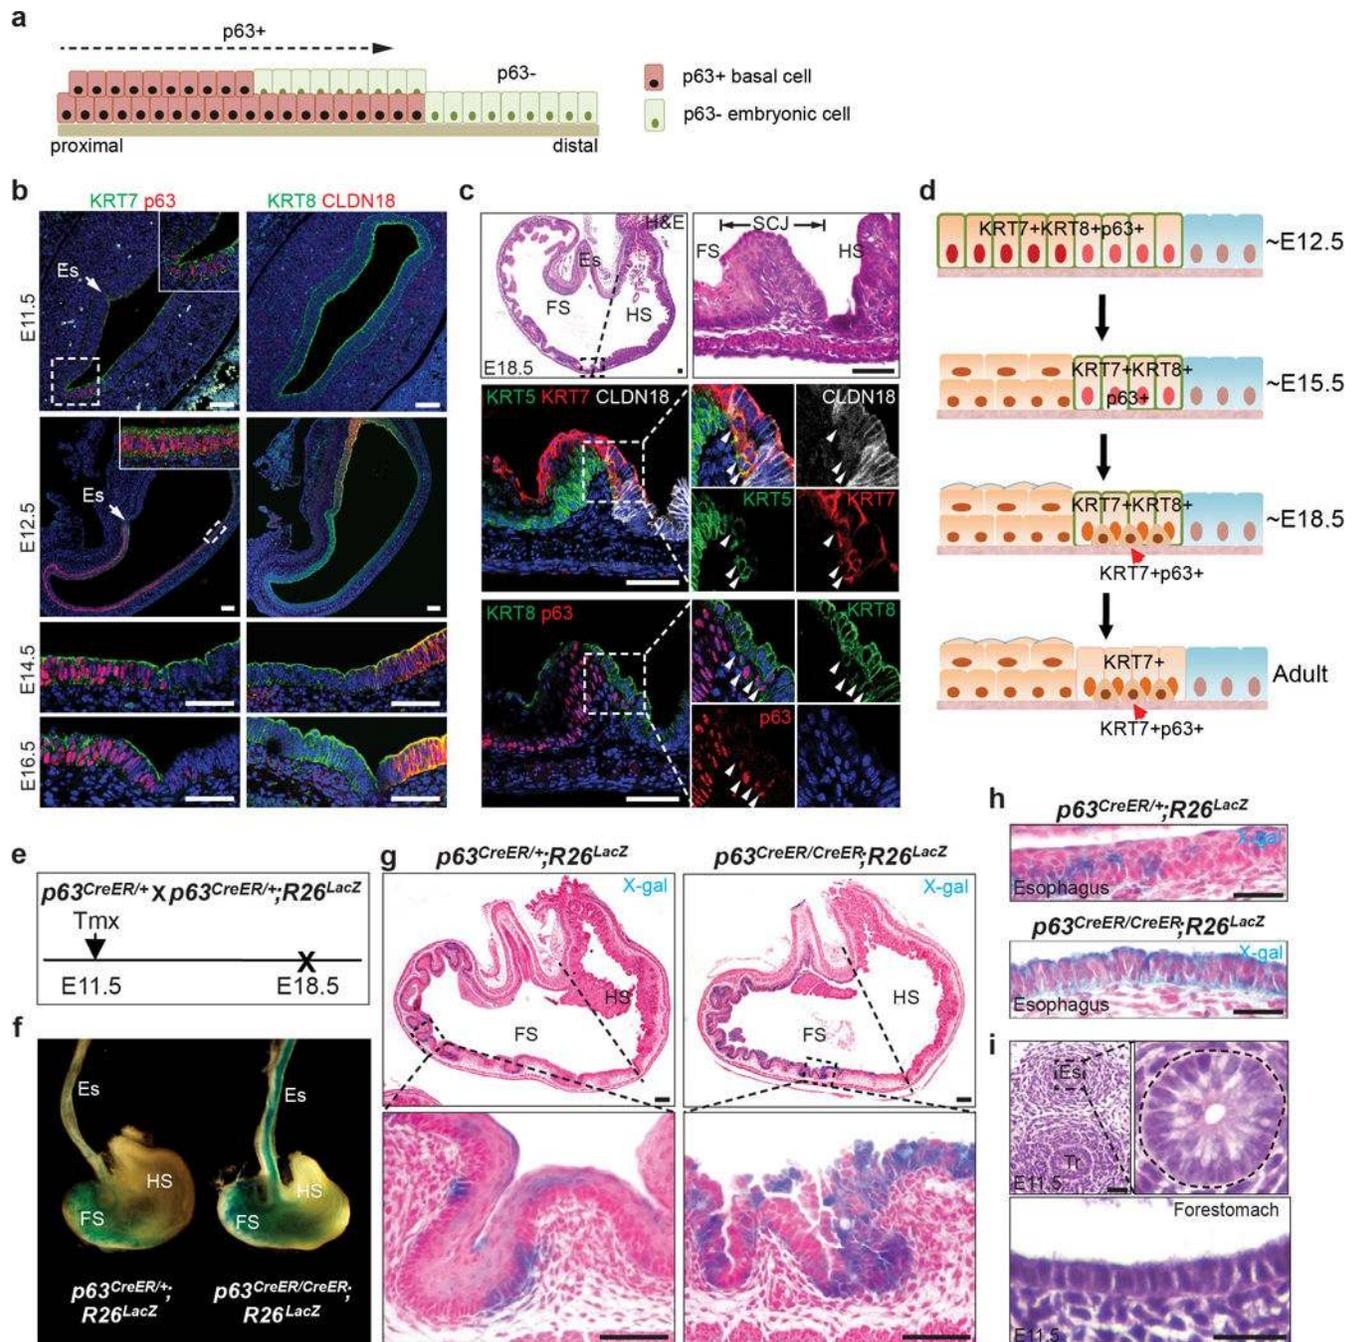 a
p63+
p63-
proximal
distal
p63+ basal cell
p63- embryonic cell
b
KRT7 p63
KRT8 CLDN18
E11.5
Es
E12.5
Es
E14.5
E16.5
c
H&E
Es
FS
HS
E18.5
SCJ
FS
HS
KRT5 KRT7 CLDN18
CLDN18
KRT5
KRT7
KRT8 p63
KRT8
p63
d
KRT7+KRT8+p63+
~E12.5
KRT7+KRT8+
p63+
~E15.5
KRT7+KRT8+
~E18.5
KRT7+p63+
KRT7+
Adult
KRT7+p63+
e
p63CreER/+ X p63CreER/+;R26LacZ
Tmx
X
E11.5
E18.5
f
Es
Es
HS
HS
FS
FS
p63CreER/+;
R26LacZ
p63CreER/CreER;
R26LacZ
g
p63CreER/+;R26LacZ
X-gal
HS
FS
p63CreER/CreER;R26LacZ
X-gal
HS
FS
h
p63CreER/+;R26LacZ
X-gal
Esophagus
p63CreER/CreER;R26LacZ
X-gal
Esophagus
i
Es
Tr
E11.5
Forestomach
E11.5